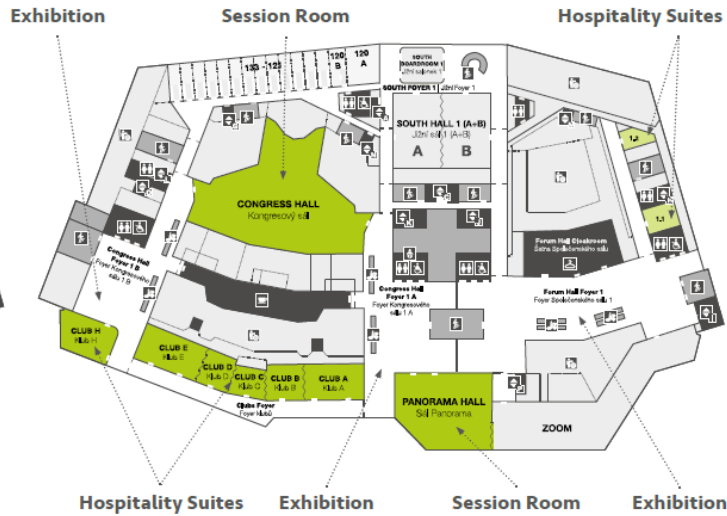 Exhibition
Session Room
Hospitality Suites
133 - 123
120
B
120
A
SOUTH
BOARDROOM 1
Jižní salonek 1
SOUTH FOYER 1 Jižní Foyer 1
SOUTH HALL 1 (A+B)
Jižní sál 1 (A+B)
A
B
1.1
CONGRESS HALL
Kongresový sál
Forum Hall Cloakroom
Šatna Společenského sálu
Congress Hall
Foyer 1 B
Foyer Kongresového
sálu 1 B
Congress Hall
Foyer 1 A
Foyer Kongresového
sálu 1 A
Forum Hall Foyer 1
Foyer Společenského sálu 1
CLUB H
Klub H
CLUB E
Klub E
CLUB D
Klub D
CLUB C
Klub C
CLUB B
Klub B
CLUB A
Klub A
Clubs Foyer
Foyer klubů
PANORAMA HALL
Sál Panorama
ZOOM
Hospitality Suites
Exhibition
Session Room
Exhibition